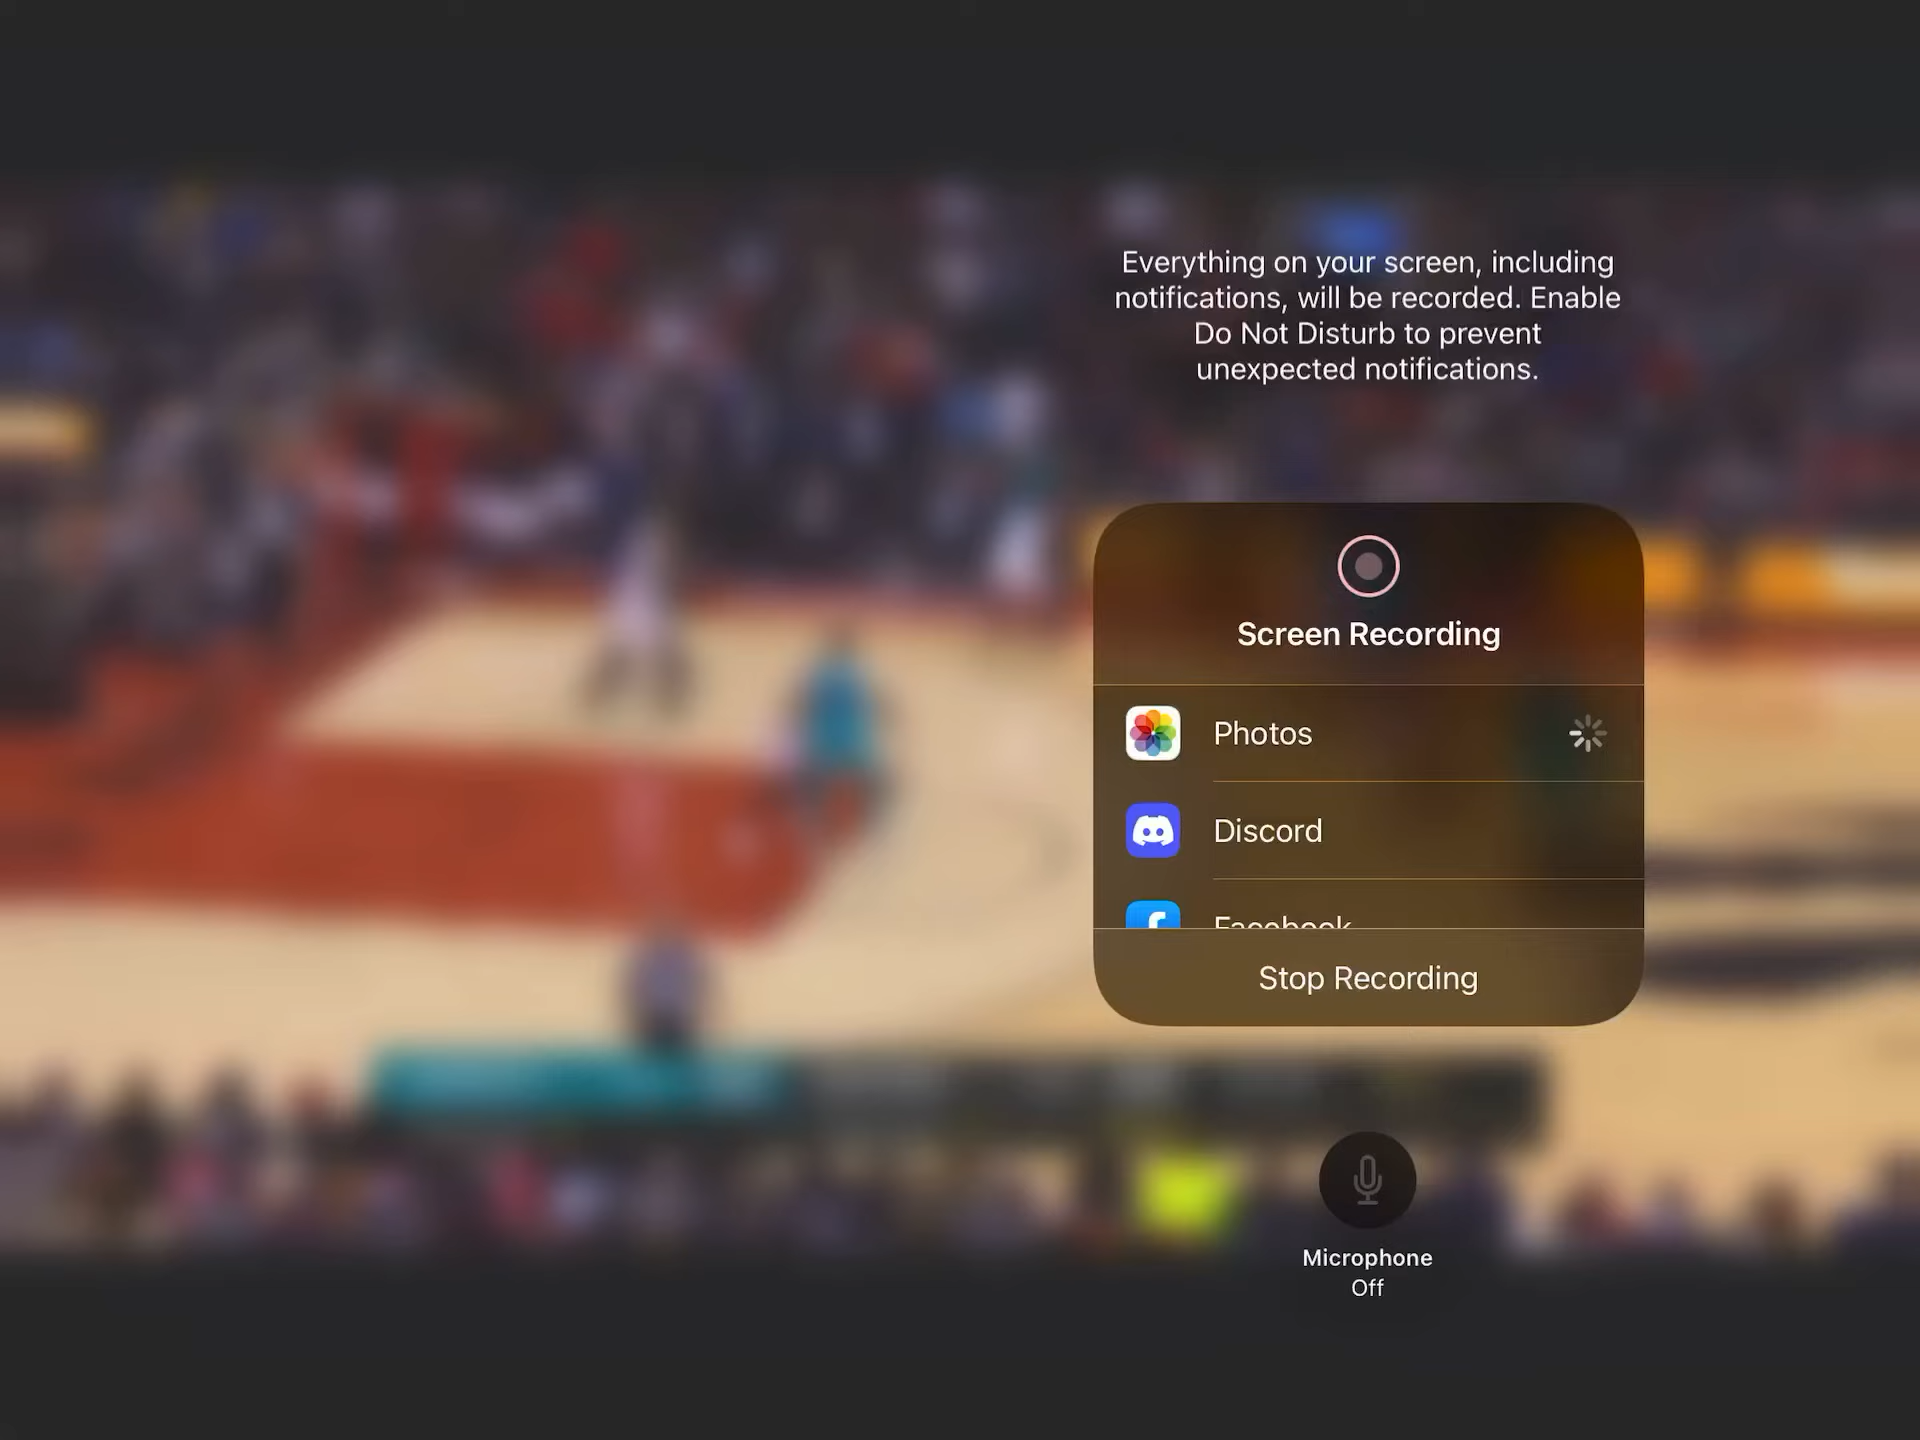 Everything on your screen, including
notifications, will be recorded. Enable
Do Not Disturb to prevent
unexpected notifications.
Screen Recording
Photos
Discord
Facebook
Stop Recording
Microphone
Off